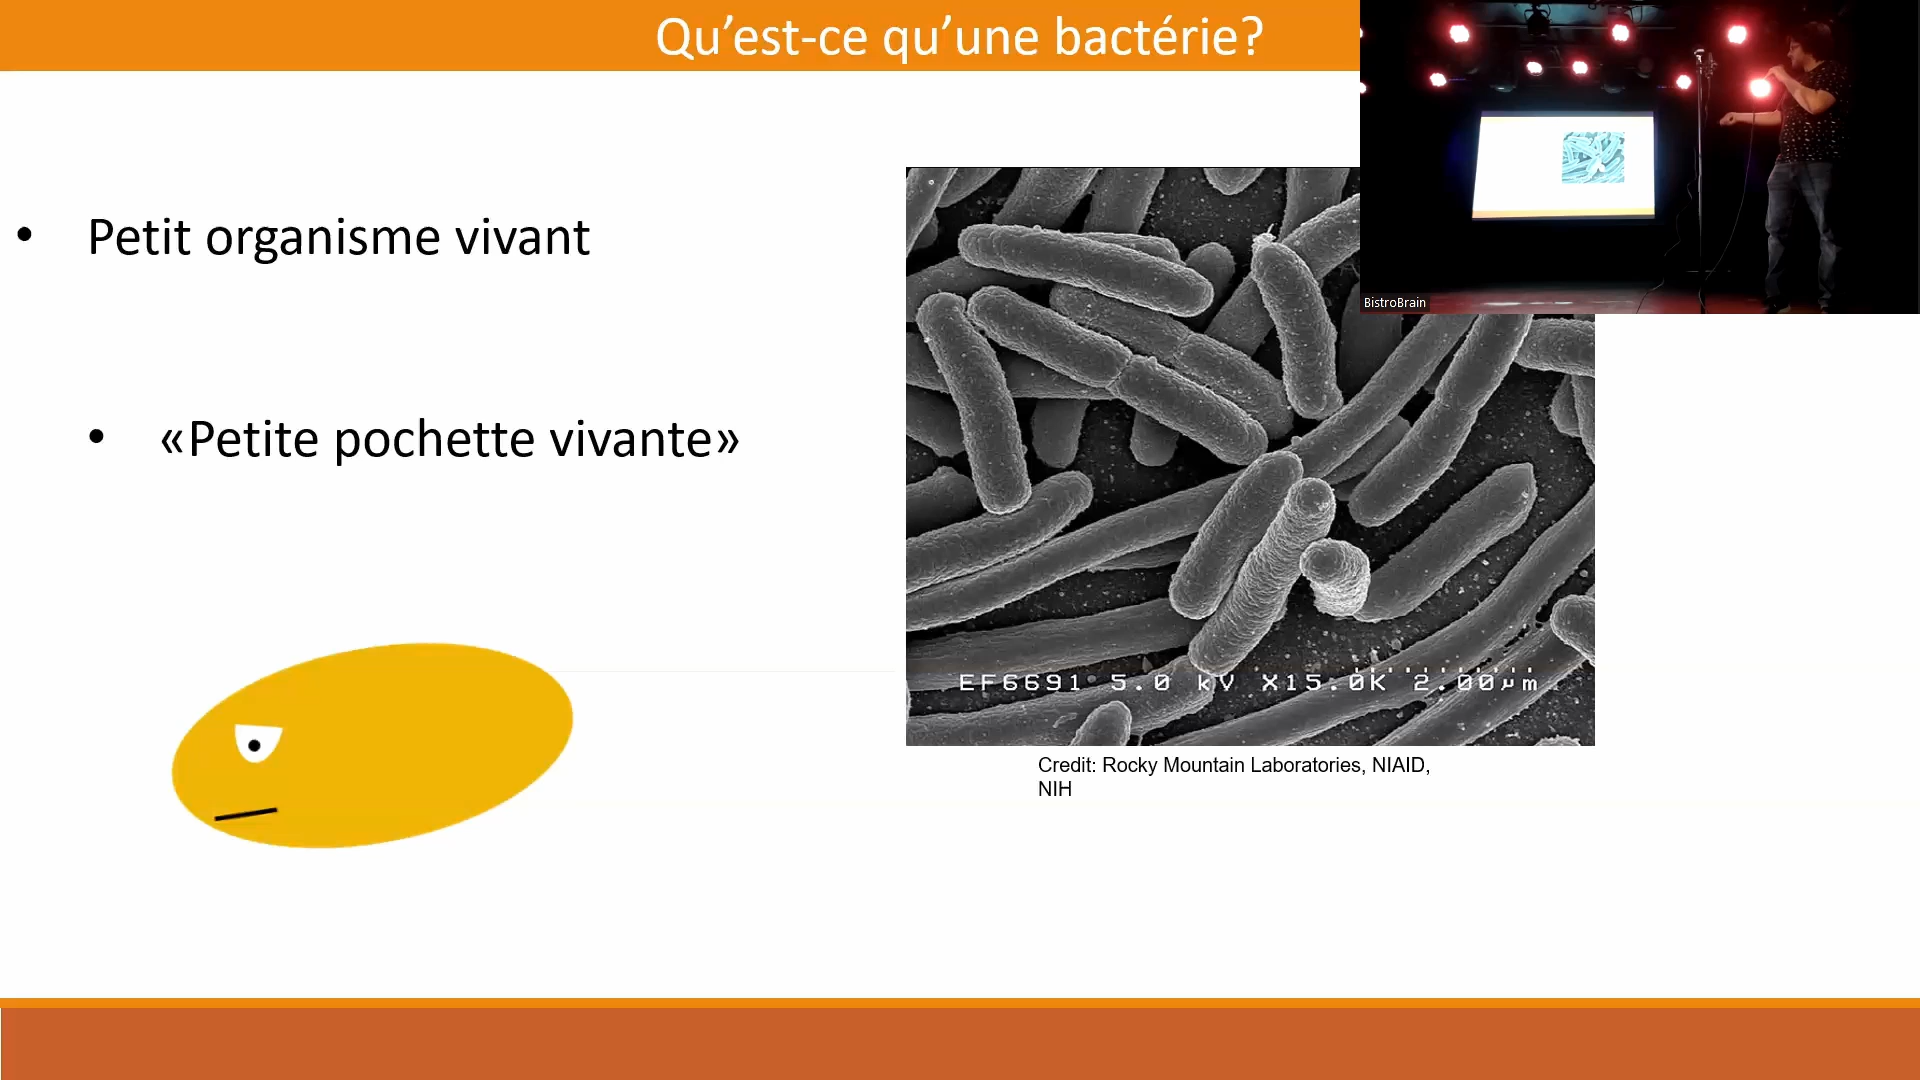 Qu’est-ce qu’une bactérie?
BistroBrain
• Petit organisme vivant
• «Petite pochette vivante»
EF6691 5.0 kV X15.0K 2.00µm
Credit: Rocky Mountain Laboratories, NIAID,
NIH